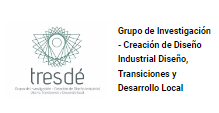 tresdé
Grupo de Investigación
- Creación de Diseño
Industrial Diseño,
Transiciones y
Desarrollo Local